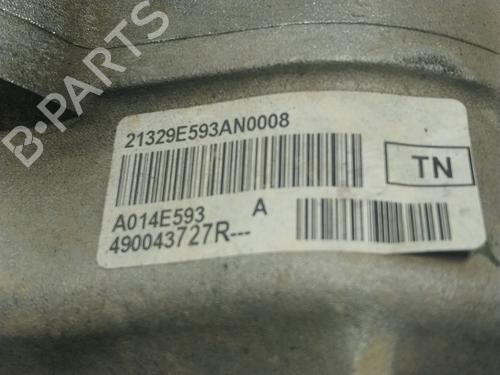 B-PARTS
21329E593AN0008
TN
A014E593 A
490043727R---